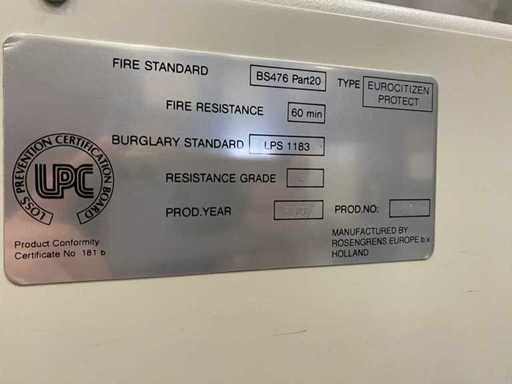 FIRE STANDARD BS476 Part20 TYPE EUROCITIZEN PROTECT
FIRE RESISTANCE 60 min
BURGLARY STANDARD LPS 1183
RESISTANCE GRADE
PROD.YEAR PROD.NO:
LOSS PREVENTION CERTIFICATION BOARD
LPC
Product Conformity
Certificate No 181 b
MANUFACTURED BY
ROSENGRENS EUROPE b.v.
HOLLAND